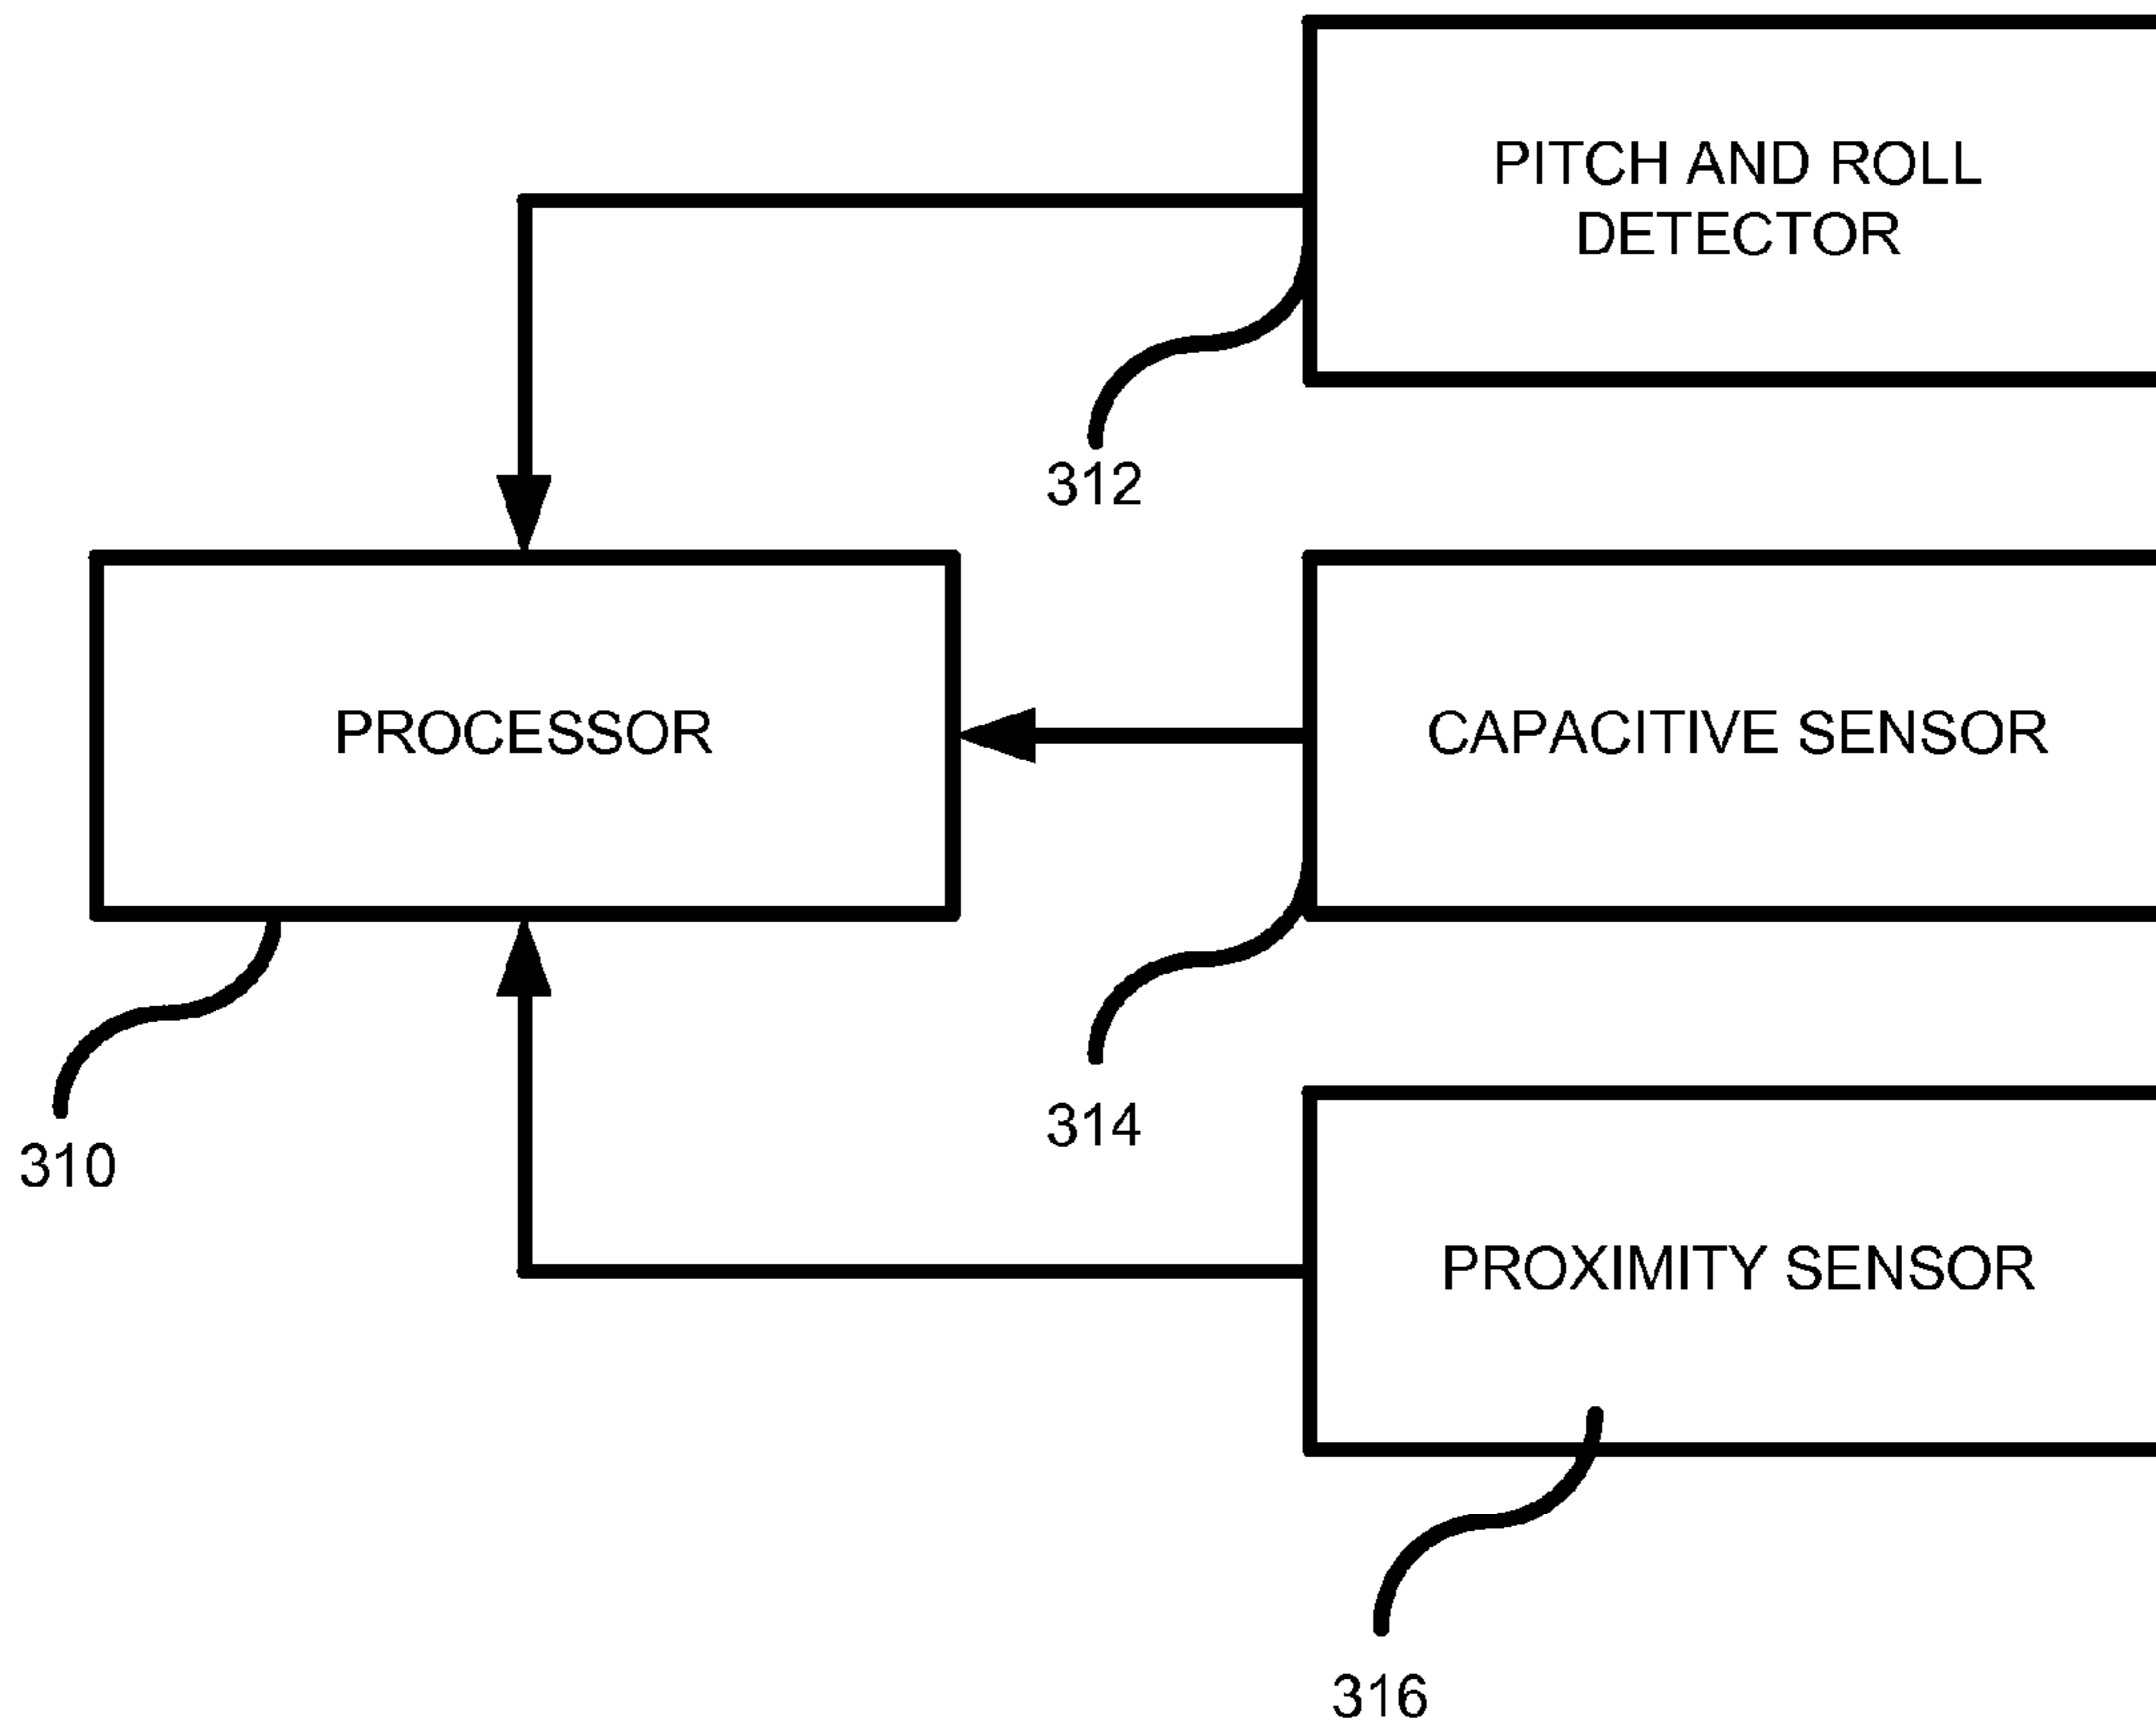 PITCH AND ROLL
DETECTOR
312
PROCESSOR
CAPACITIVE SENSOR
314
310
PROXIMITY SENSOR
316